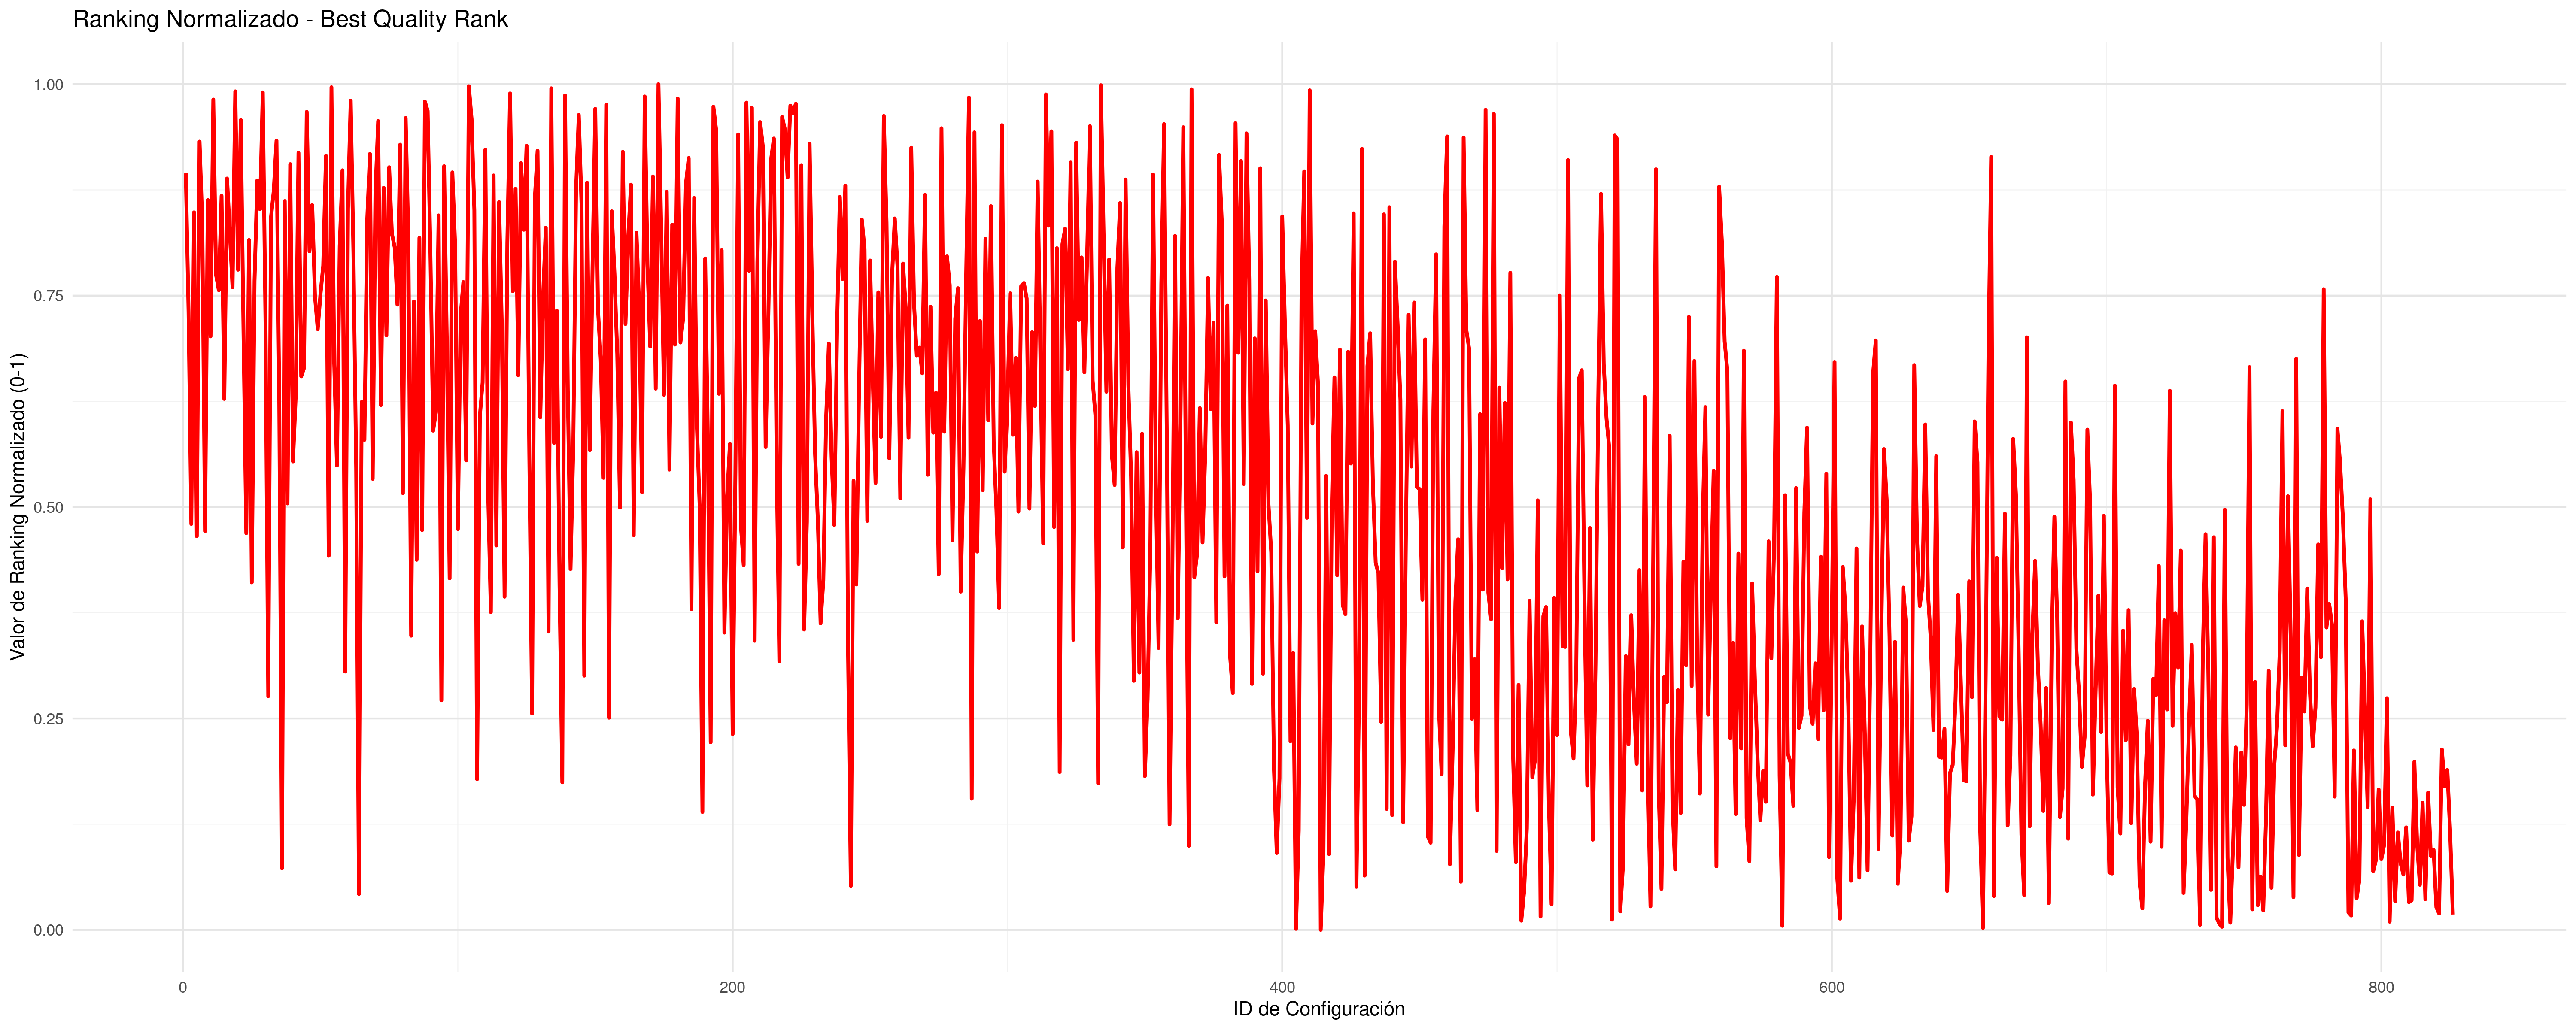 Ranking Normalizado - Best Quality Rank
Valor de Ranking Normalizado (0-1)
1.00
0.75
0.50
0.25
0.00
0 200 400 600 800
ID de Configuración